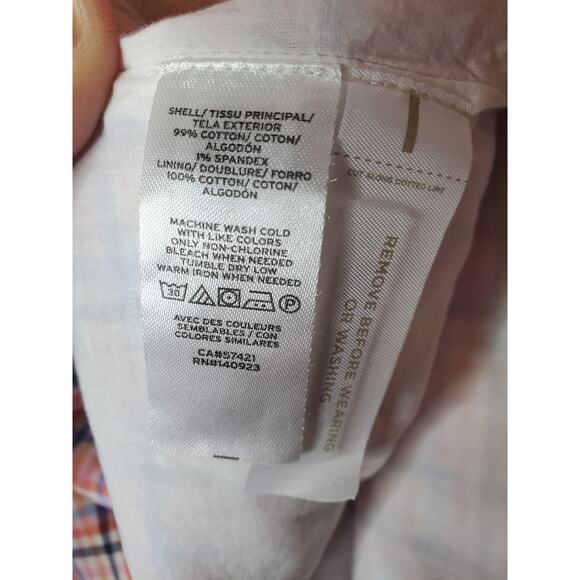 SHELL/ TISSU PRINCIPAL/
TELA EXTERIOR
99% COTTON/ COTON/
ALGODÓN
1% SPANDEX
LINING/ DOUBLURE/ FORRO
100% COTTON/ COTON/
ALGODÓN
MACHINE WASH COLD
WITH LIKE COLORS
ONLY NON-CHLORINE
BLEACH WHEN NEEDED
TUMBLE DRY LOW
WARM IRON WHEN NEEDED
30 P
AVEC DES COULEURS
SEMBLABLES / CON
COLORES SIMILARES
CA#57421
RN#140923
CUT ALONG DOTTED LINE
REMOVE BEFORE WEARING
OR WASHING